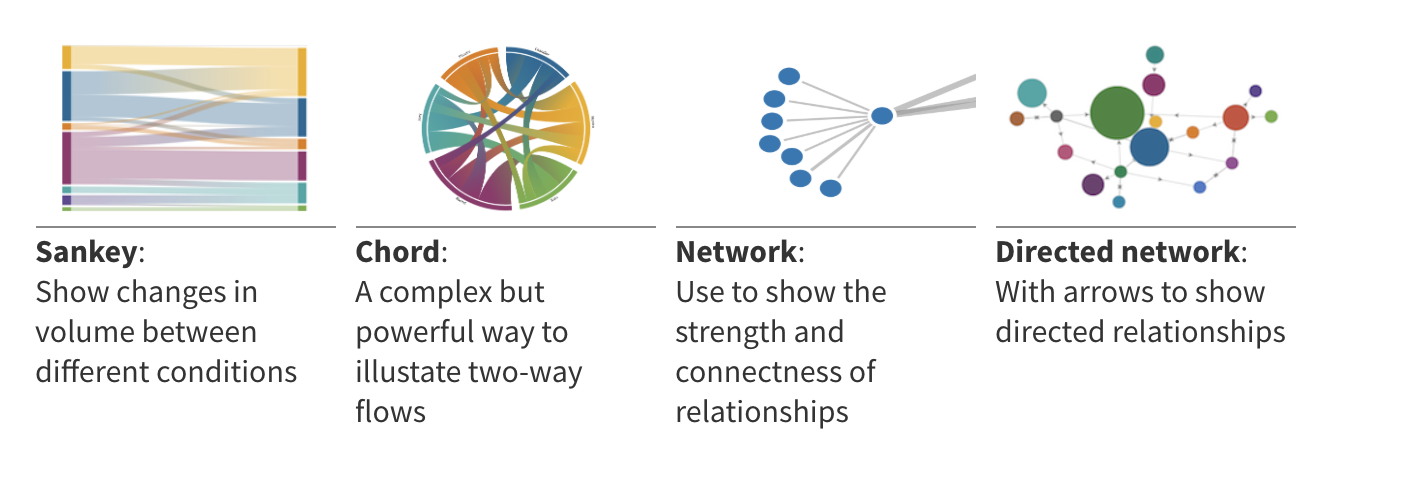 Sankey:
Show changes in
volume between
different conditions
Chord:
A complex but
powerful way to
illustate two-way
flows
Network:
Use to show the
strength and
connectness of
relationships
Directed network:
With arrows to show
directed relationships